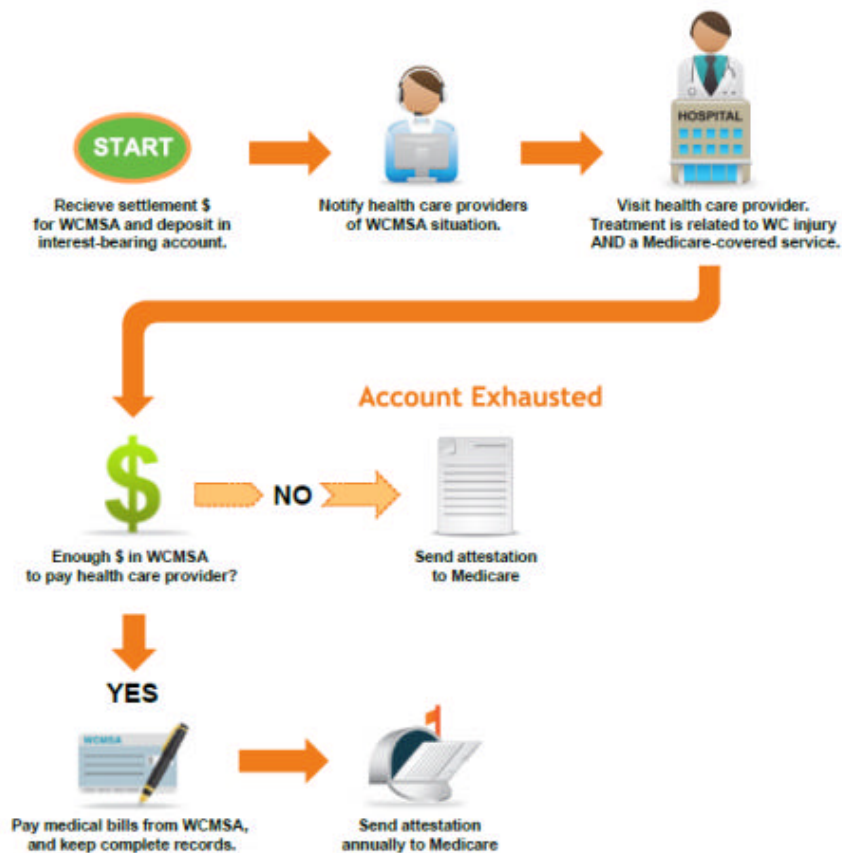 START
Recieve settlement $
for WCMSA and deposit in
interest-bearing account.
Notify health care providers
of WCMSA situation.
HOSPITAL
Visit health care provider.
Treatment is related to WC injury
AND a Medicare-covered service.
Account Exhausted
NO
Enough $ in WCMSA
to pay health care provider?
Send attestation
to Medicare
YES
WCMSA
Pay medical bills from WCMSA,
and keep complete records.
Send attestation
annually to Medicare